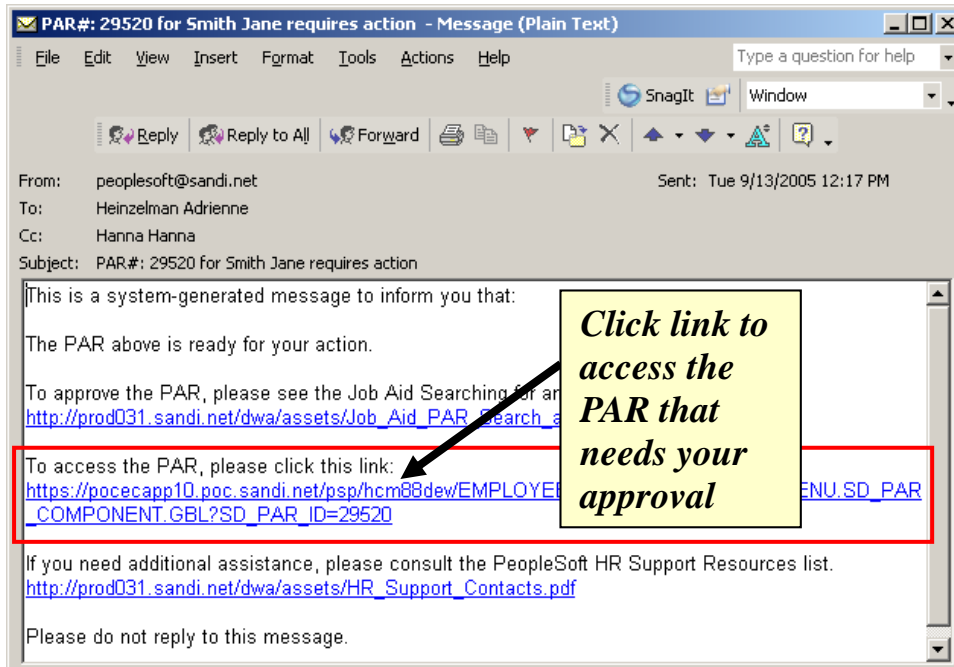 PAR#: 29520 for Smith Jane requires action - Message (Plain Text)
File Edit View Insert Format Tools Actions Help Type a question for help
SnagIt Window
Reply Reply to All Forward
From: peoplesoft@sandi.net Sent: Tue 9/13/2005 12:17 PM
To: Heinzelman Adrienne
Cc: Hanna Hanna
Subject: PAR#: 29520 for Smith Jane requires action
This is a system-generated message to inform you that:
The PAR above is ready for your action.
To approve the PAR, please see the Job Aid Searching for
http://prod031.sandi.net/dwa/assets/Job_Aid_PAR_Search_
Click link to
access the
PAR that
needs your
approval
To access the PAR, please click this link:
https://pocecapp10.poc.sandi.net/psp/hcm88dev/EMPLOYE ENU.SD_PAR
_COMPONENT.GBL?SD_PAR_ID=29520
If you need additional assistance, please consult the PeopleSoft HR Support Resources list.
http://prod031.sandi.net/dwa/assets/HR_Support_Contacts.pdf
Please do not reply to this message.